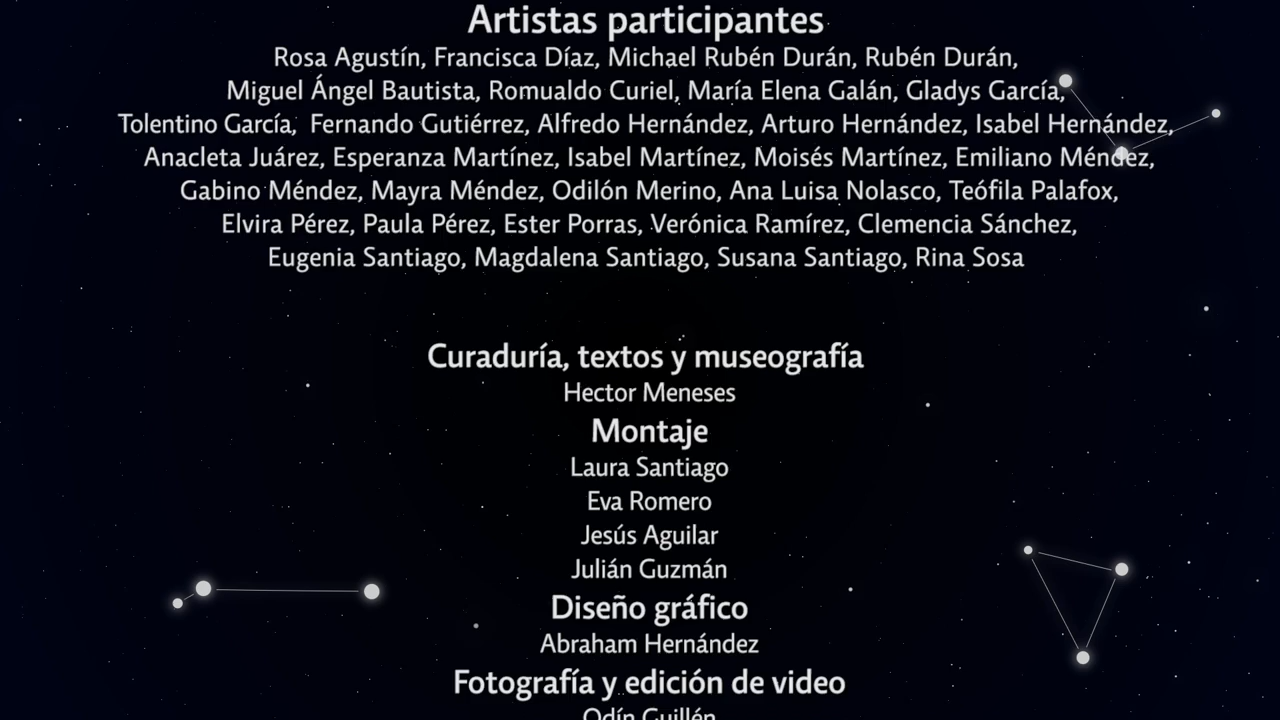 Artistas participantes
Rosa Agustín, Francisca Díaz, Michael Rubén Durán, Rubén Durán,
Miguel Ángel Bautista, Romualdo Curiel, María Elena Galán, Gladys García,
Tolentino García, Fernando Gutiérrez, Alfredo Hernández, Arturo Hernández, Isabel Hernández,
Anacleta Juárez, Esperanza Martínez, Isabel Martínez, Moisés Martínez, Emiliano Méndez,
Gabino Méndez, Mayra Méndez, Odilón Merino, Ana Luisa Nolasco, Teófila Palafox,
Elvira Pérez, Paula Pérez, Ester Porras, Verónica Ramírez, Clemencia Sánchez,
Eugenia Santiago, Magdalena Santiago, Susana Santiago, Rina Sosa
Curaduría, textos y museografía
Hector Meneses
Montaje
Laura Santiago
Eva Romero
Jesús Aguilar
Julián Guzmán
Diseño gráfico
Abraham Hernández
Fotografía y edición de video
Odín Guillén